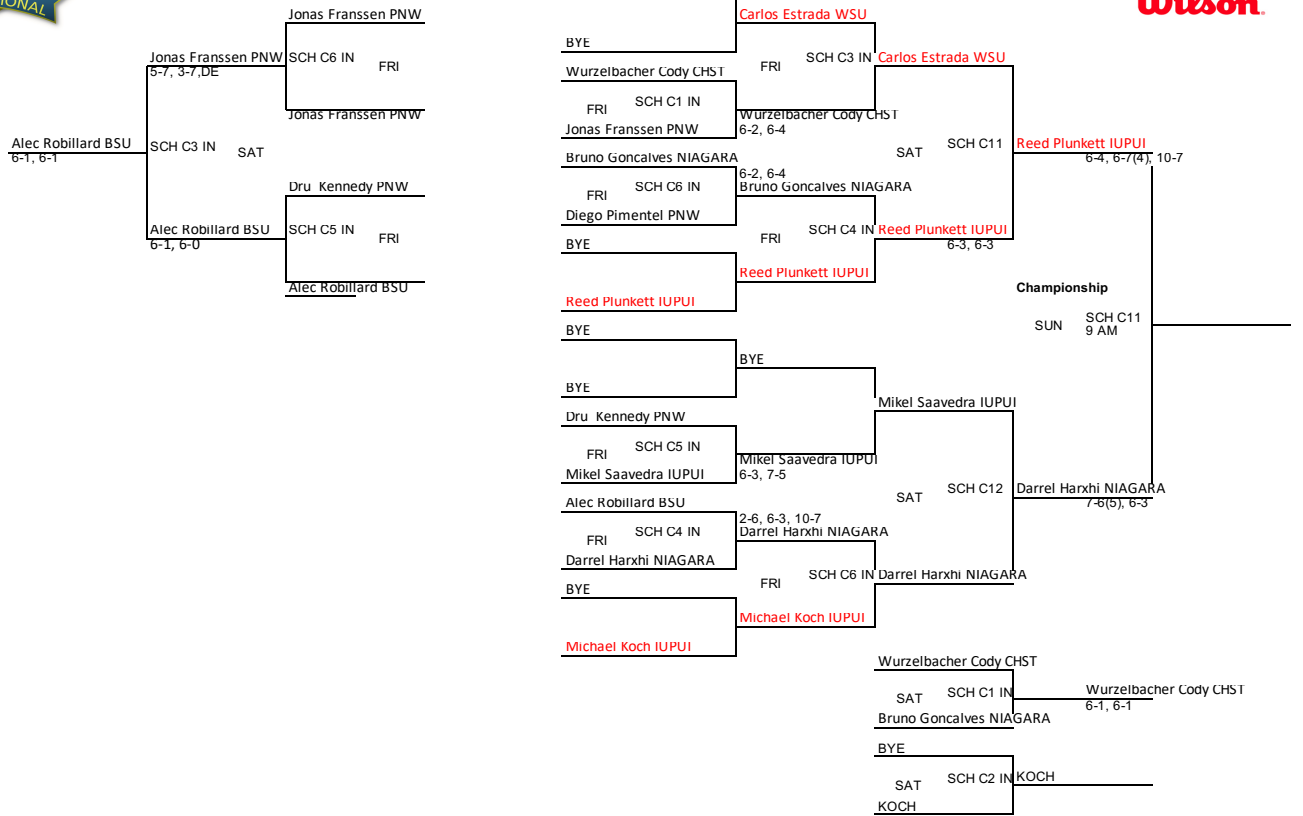 IONAL
Wilson.
Jonas Franssen PNW
Jonas Franssen PNW
5-7, 3-7,DE
SCH C6 IN
FRI
Jonas Franssen PNW
Alec Robillard BSU
6-1, 6-1
SCH C3 IN
SAT
Dru Kennedy PNW
Alec Robillard BSU
6-1, 6-0
SCH C5 IN
FRI
Alec Robillard BSU
Carlos Estrada WSU
BYE
FRI
SCH C3 IN
Carlos Estrada WSU
Wurzelbacher Cody CHST
FRI
SCH C1 IN
Jonas Franssen PNW
Wurzelbacher Cody CHST
6-2, 6-4
SAT
SCH C11
Reed Plunkett IUPUI
6-4, 6-7(4), 10-7
Bruno Goncalves NIAGARA
FRI
SCH C6 IN
Diego Pimentel PNW
6-2, 6-4
Bruno Goncalves NIAGARA
FRI
SCH C4 IN
Reed Plunkett IUPUI
6-3, 6-3
BYE
Reed Plunkett IUPUI
Reed Plunkett IUPUI
Championship
SUN
SCH C11
9 AM
BYE
BYE
BYE
Mikel Saavedra IUPUI
Dru Kennedy PNW
FRI
SCH C5 IN
Mikel Saavedra IUPUI
Mikel Saavedra IUPUI
6-3, 7-5
SAT
SCH C12
Darrel Harxhi NIAGARA
7-6(5), 6-3
Alec Robillard BSU
FRI
SCH C4 IN
Darrel Harxhi NIAGARA
2-6, 6-3, 10-7
Darrel Harxhi NIAGARA
FRI
SCH C6 IN
Darrel Harxhi NIAGARA
BYE
Michael Koch IUPUI
Michael Koch IUPUI
Wurzelbacher Cody CHST
SAT
SCH C1 IN
Bruno Goncalves NIAGARA
Wurzelbacher Cody CHST
6-1, 6-1
BYE
SAT
SCH C2 IN
KOCH
KOCH